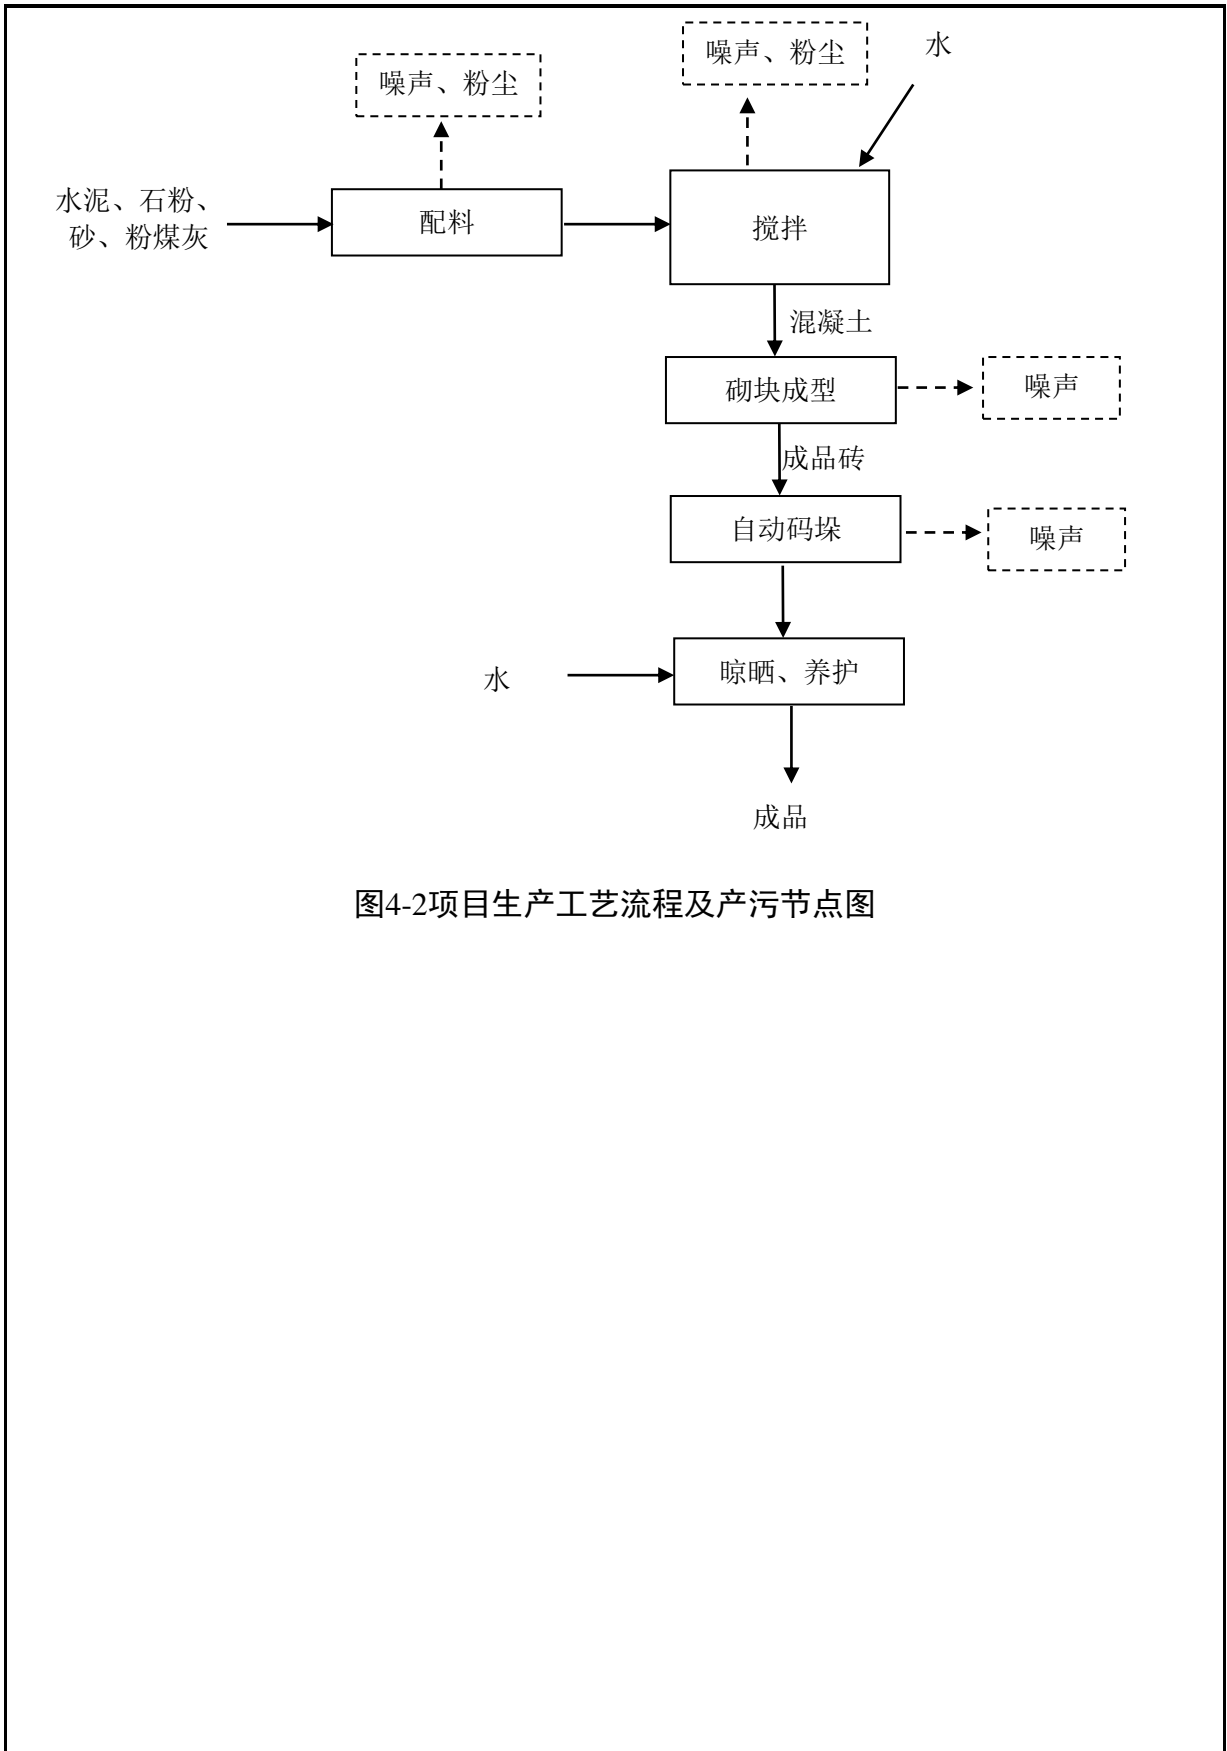 噪声、粉尘
水
噪声、粉尘
水泥、石粉、
砂、粉煤灰
配料
搅拌
混凝土
砌块成型
噪声
成品砖
自动码垛
噪声
晾晒、养护
水
成品
图4-2项目生产工艺流程及产污节点图